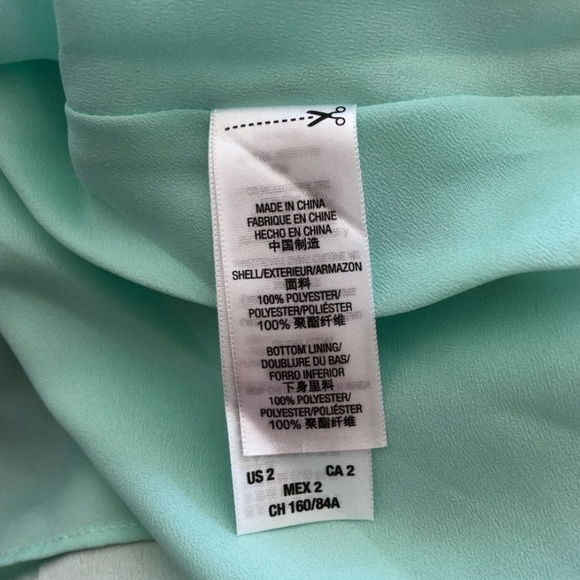 MADE IN CHINA
FABRIQUE EN CHINE
HECHO EN CHINA
中国制造
SHELL/EXTERIEUR/ARMAZON
面料
100% POLYESTER/
POLYESTER/POLIÉSTER
100% 聚酯纤维
BOTTOM LINING/
DOUBLURE DU BAS/
FORRO INFERIOR
下身里料
100% POLYESTER/
POLYESTER/POLIÉSTER
100% 聚酯纤维
US 2 CA 2
MEX 2
CH 160/84A